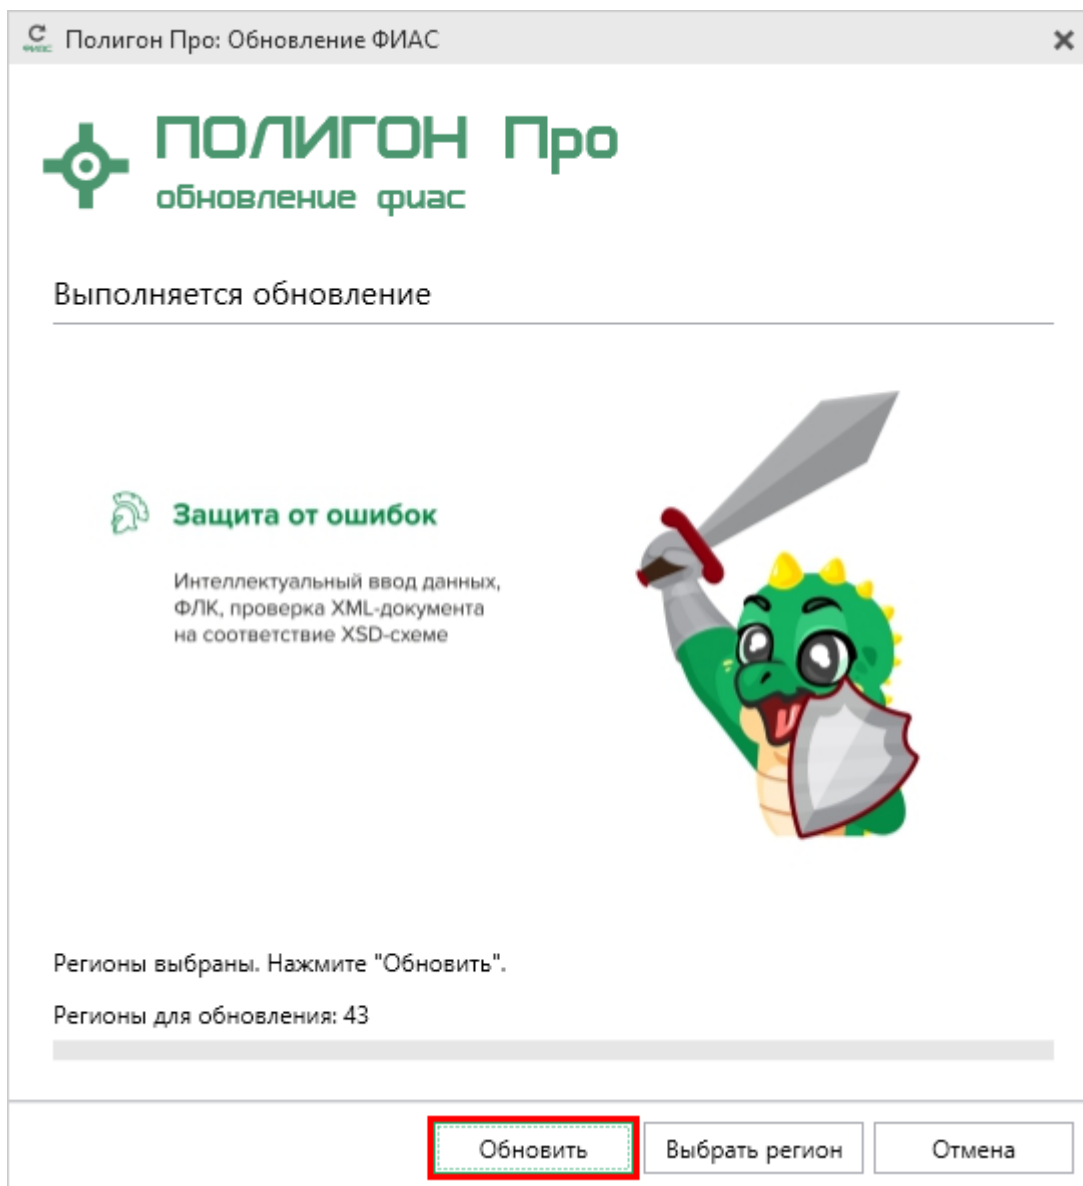 ФИАС
Полигон Про: Обновление ФИАС
ПОЛИГОН Про
обновление фиас
Выполняется обновление
Защита от ошибок
Интеллектуальный ввод данных,
ФЛК, проверка XML-документа
на соответствие XSD-схеме
Регионы выбраны. Нажмите "Обновить".
Регионы для обновления: 43
Обновить
Выбрать регион
Отмена